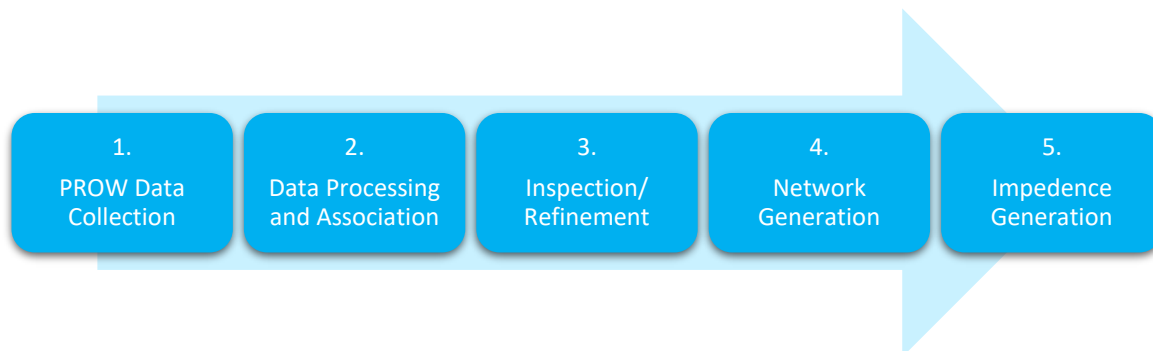 1.
PROW Data
Collection
2.
Data Processing
and Association
3.
Inspection/
Refinement
4.
Network
Generation
5.
Impedence
Generation